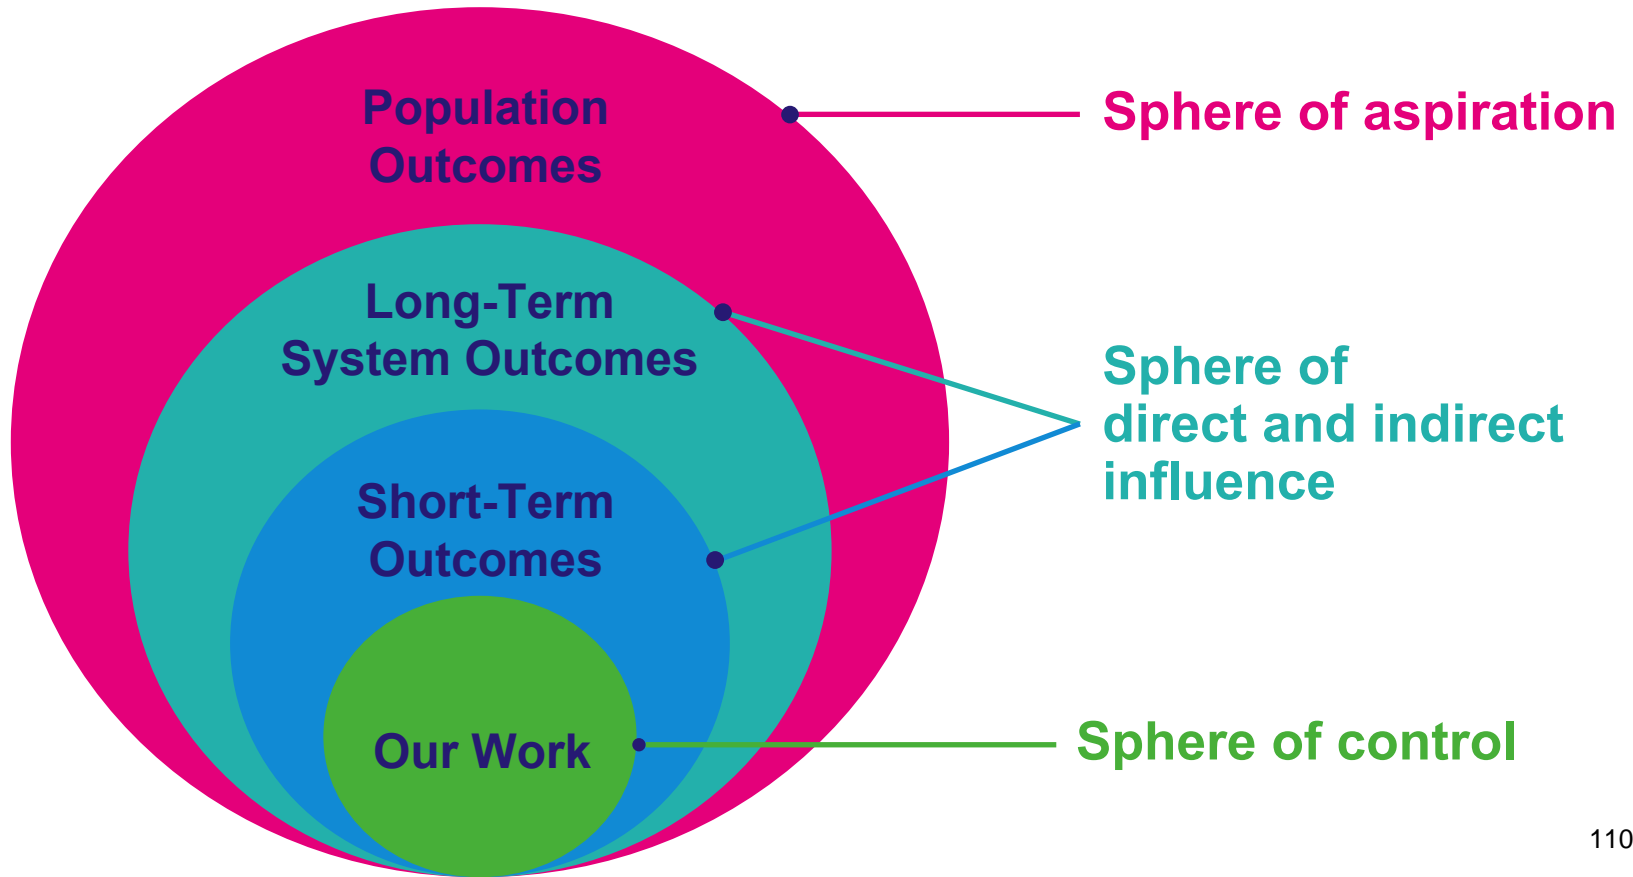 Population
Outcomes
Sphere of aspiration
Long-Term
System Outcomes
Sphere of
direct and indirect
influence
Short-Term
Outcomes
Our Work
Sphere of control
110